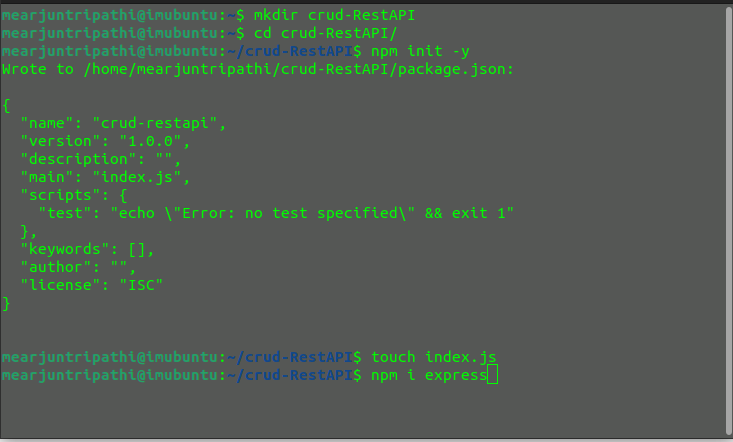 mearjuntripathi@imubuntu:~$ mkdir crud-RestAPI
mearjuntripathi@imubuntu:~$ cd crud-RestAPI/
mearjuntripathi@imubuntu:~/crud-RestAPI$ npm init -y
Wrote to /home/mearjuntripathi/crud-RestAPI/package.json:

{
  "name": "crud-restapi",
  "version": "1.0.0",
  "description": "",
  "main": "index.js",
  "scripts": {
    "test": "echo \"Error: no test specified\" && exit 1"
  },
  "keywords": [],
  "author": "",
  "license": "ISC"
}

mearjuntripathi@imubuntu:~/crud-RestAPI$ touch index.js
mearjuntripathi@imubuntu:~/crud-RestAPI$ npm i express